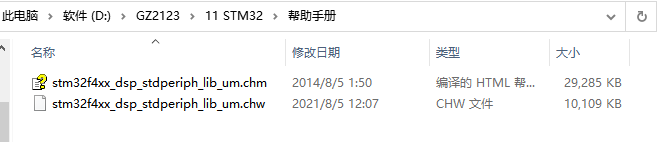 此电脑 > 软件 (D:) > GZ2123 > 11 STM32 > 帮助手册
名称 修改日期 类型 大小
stm32f4xx_dsp_stdperiph_lib_um.chm 2014/8/5 1:50 编译的 HTML 帮... 29,285 KB
stm32f4xx_dsp_stdperiph_lib_um.chw 2021/8/5 12:07 CHW 文件 10,109 KB